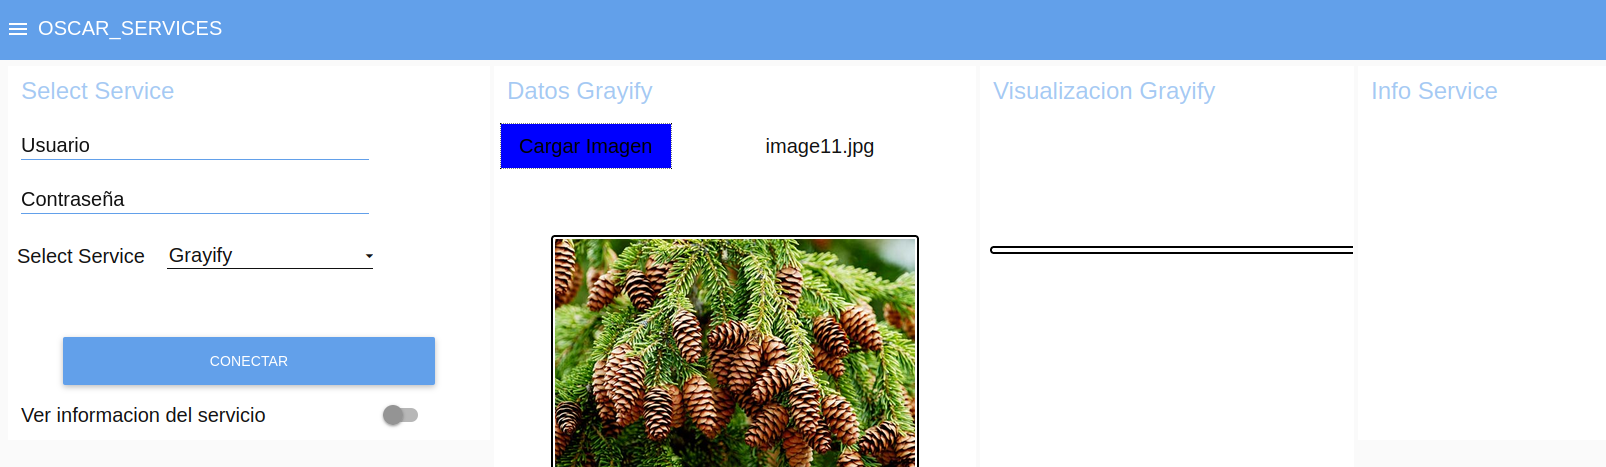 OSCAR_SERVICES
Select Service
Usuario
Contraseña
Select Service Grayify
CONECTAR
Ver informacion del servicio
Datos Grayify
Cargar Imagen image11.jpg
Visualizacion Grayify
Info Service